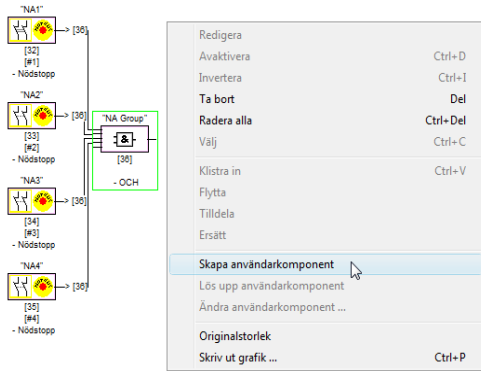 "NA1"
[36]
[32]
[#1]
- Nödstopp
"NA2"
[36]
[33]
[#2]
- Nödstopp
"NA3"
[36]
[34]
[#3]
- Nödstopp
"NA4"
[36]
[35]
[#4]
- Nödstopp
"NA Group"
&
[36]
- OCH
Redigera
Avaktivera Ctrl+D
Invertera Ctrl+I
Ta bort Del
Radera alla Ctrl+Del
Välj Ctrl+C
Klistra in Ctrl+V
Flytta
Tilldela
Ersätt
Skapa användarkomponent
Lös upp användarkomponent
Ändra användarkomponent ...
Originalstorlek
Skriv ut grafik ... Ctrl+P